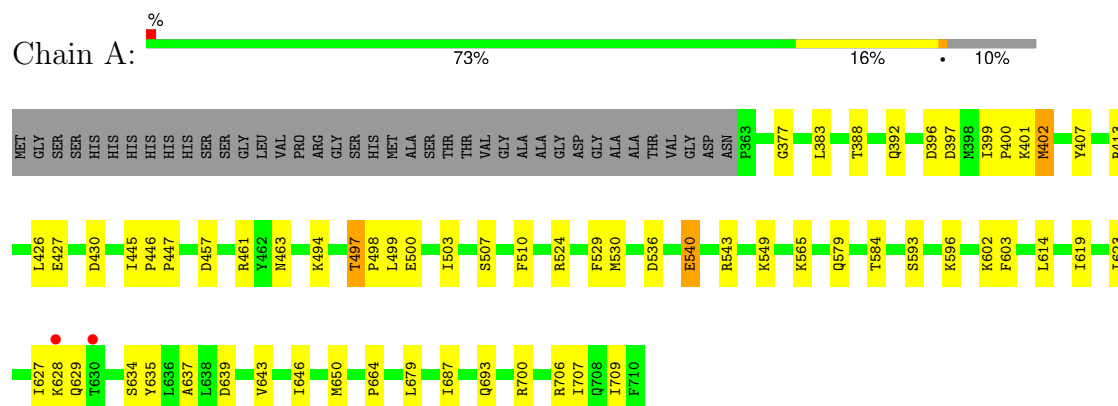 %
Chain A:
73% 16% • 10%
MET GLY SER SER HIS HIS HIS HIS HIS HIS SER SER GLY LEU VAL PRO ARG GLY SER HIS MET ALA SER THR THR VAL GLY ALA ALA GLY ASP GLY ALA ALA THR VAL GLY ASP ASN P363 G377 L383 T388 Q392 D396 D397 M398 I399 P400 K401 M402 Y407
L426 E427 D430 I445 P446 P447 D457 R461 Y462 N463 K494 T497 P498 L499 E500 I503 S507 F510 R524 F529 M530 D536 E540 R543 K549 K565 Q579 T584 S593 K596 K602 F603 L614 I619
I627 K628 Q629 T630 S634 Y635 L636 A637 L638 D639 V643 I646 M650 P664 L679 I687 Q693 R700 R706 I707 Q708 I709 F710